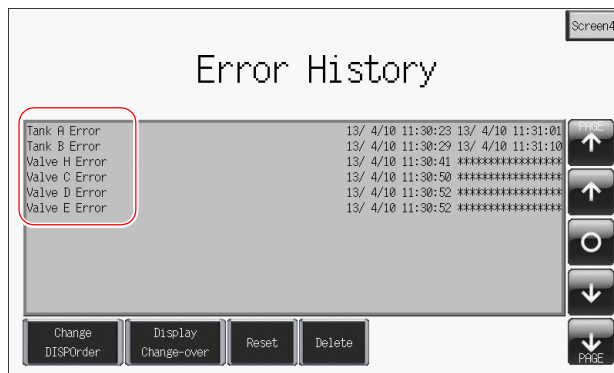 Screen4
Error History
Tank A Error 13/ 4/10 11:30:23 13/ 4/10 11:31:01
Tank B Error 13/ 4/10 11:30:29 13/ 4/10 11:31:10
Valve H Error 13/ 4/10 11:30:41 *****************
Valve C Error 13/ 4/10 11:30:50 *****************
Valve D Error 13/ 4/10 11:30:52 *****************
Valve E Error 13/ 4/10 11:30:52 *****************
PAGE
Change DISPOrder
Display Change-over
Reset
Delete
PAGE